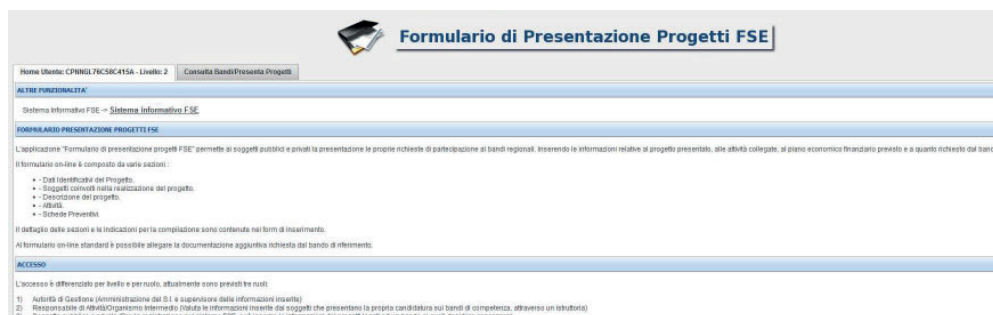 Formulario di Presentazione Progetti FSE
Home Utente: CPNNGL76C58C415A - Livello: 2 Consulta Bandi/Presenta Progetti
ALTRE FUNZIONALITA'
Sistema Informativo FSE -> Sistema informativo FSE
FORMULARIO PRESENTAZIONE PROGETTI FSE
L'applicazione "Formulario di presentazione progetti FSE" permette ai soggetti pubblici e privati la presentazione le proprie richieste di partecipazione ai bandi regionali, inserendo le informazioni relative al progetto presentato, alle attività collegate, al piano economico finanziario previsto e a quanto richiesto dal band
Il formulario on-line è composto da varie sezioni :
- Dati Identificativi del Progetto.
- Soggetti coinvolti nella realizzazione del progetto.
- Descrizione del progetto.
- Attività.
- Schede Preventivi.
Il dettaglio delle sezioni e le indicazioni per la compilazione sono contenute nei form di inserimento.
Al formulario on-line standard è possibile allegare la documentazione aggiuntiva richiesta dal bando di riferimento.
ACCESSO
L'accesso è differenziato per livello e per ruolo, attualmente sono previsti tre ruoli:
1) Autorità di Gestione (Amministrazione del S.I. e supervisore delle informazioni inserite)
2) Responsabile di Attività/Organismo Intermedio (Valuta le informazioni inserite dai soggetti che presentano la propria candidatura sui bandi di competenza, attraverso un istruttoria)